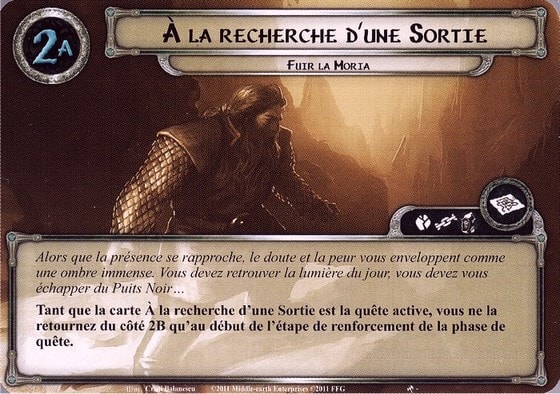 2A
À la recherche d'une Sortie
Fuir la Moria
Alors que la présence se rapproche, le doute et la peur vous enveloppent comme
une ombre immense. Vous devez retrouver la lumière du jour, vous devez vous
échapper du Puits Noir…
Tant que la carte À la recherche d'une Sortie est la quête active, vous ne la
retournez du côté 2B qu'au début de l'étape de renforcement de la phase de
quête.
Balanescu ©2011 Middle-earth Enterprises ©2011 FFG